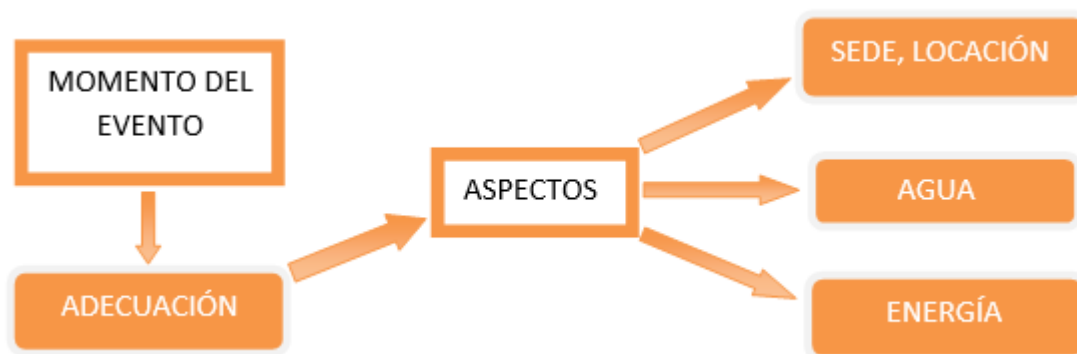 MOMENTO DEL
EVENTO
ADECUACIÓN
ASPECTOS
SEDE, LOCACIÓN
AGUA
ENERGÍA